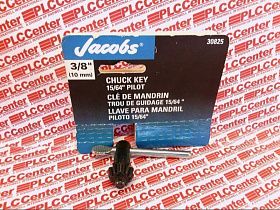 Jacobs®
30825
3/8"
(10 mm)
CHUCK KEY
15/64" PILOT
CLÉ DE MANDRIN
TROU DE GUIDAGE 15/64"
LLAVE PARA MANDRIL
PILOTO 15/64"
PLCCenter